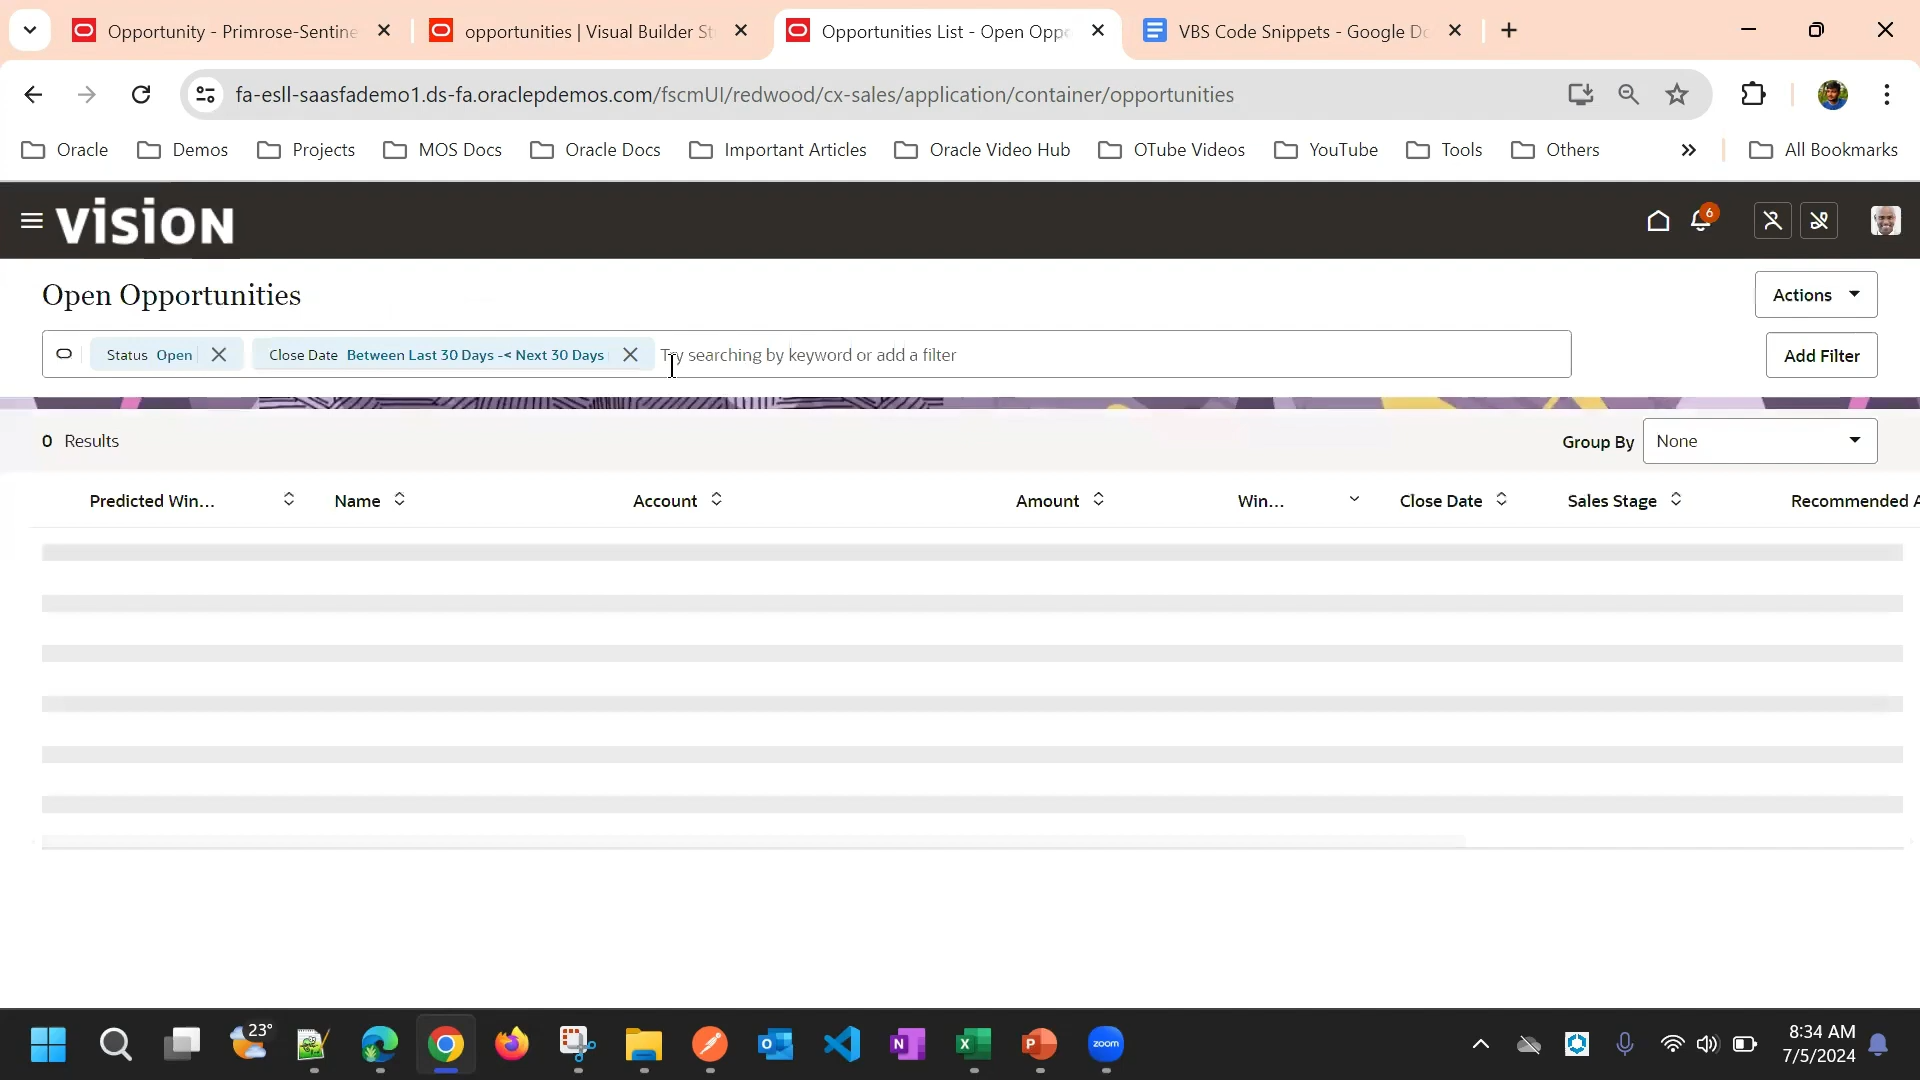 Opportunity - Primrose-Sentine
opportunities | Visual Builder St
Opportunities List - Open Oppo
VBS Code Snippets - Google Do
fa-esll-saasfademo1.ds-fa.oraclepdemos.com/fscmUI/redwood/cx-sales/application/container/opportunities
Oracle Demos Projects MOS Docs Oracle Docs Important Articles Oracle Video Hub OTube Videos YouTube Tools Others » All Bookmarks
VISION
6
Open Opportunities
Actions
Status Open Close Date Between Last 30 Days -< Next 30 Days Try searching by keyword or add a filter
Add Filter
0 Results
Group By None
Predicted Win... Name Account Amount Win... Close Date Sales Stage Recommended A
23°
zoom
8:34 AM
7/5/2024